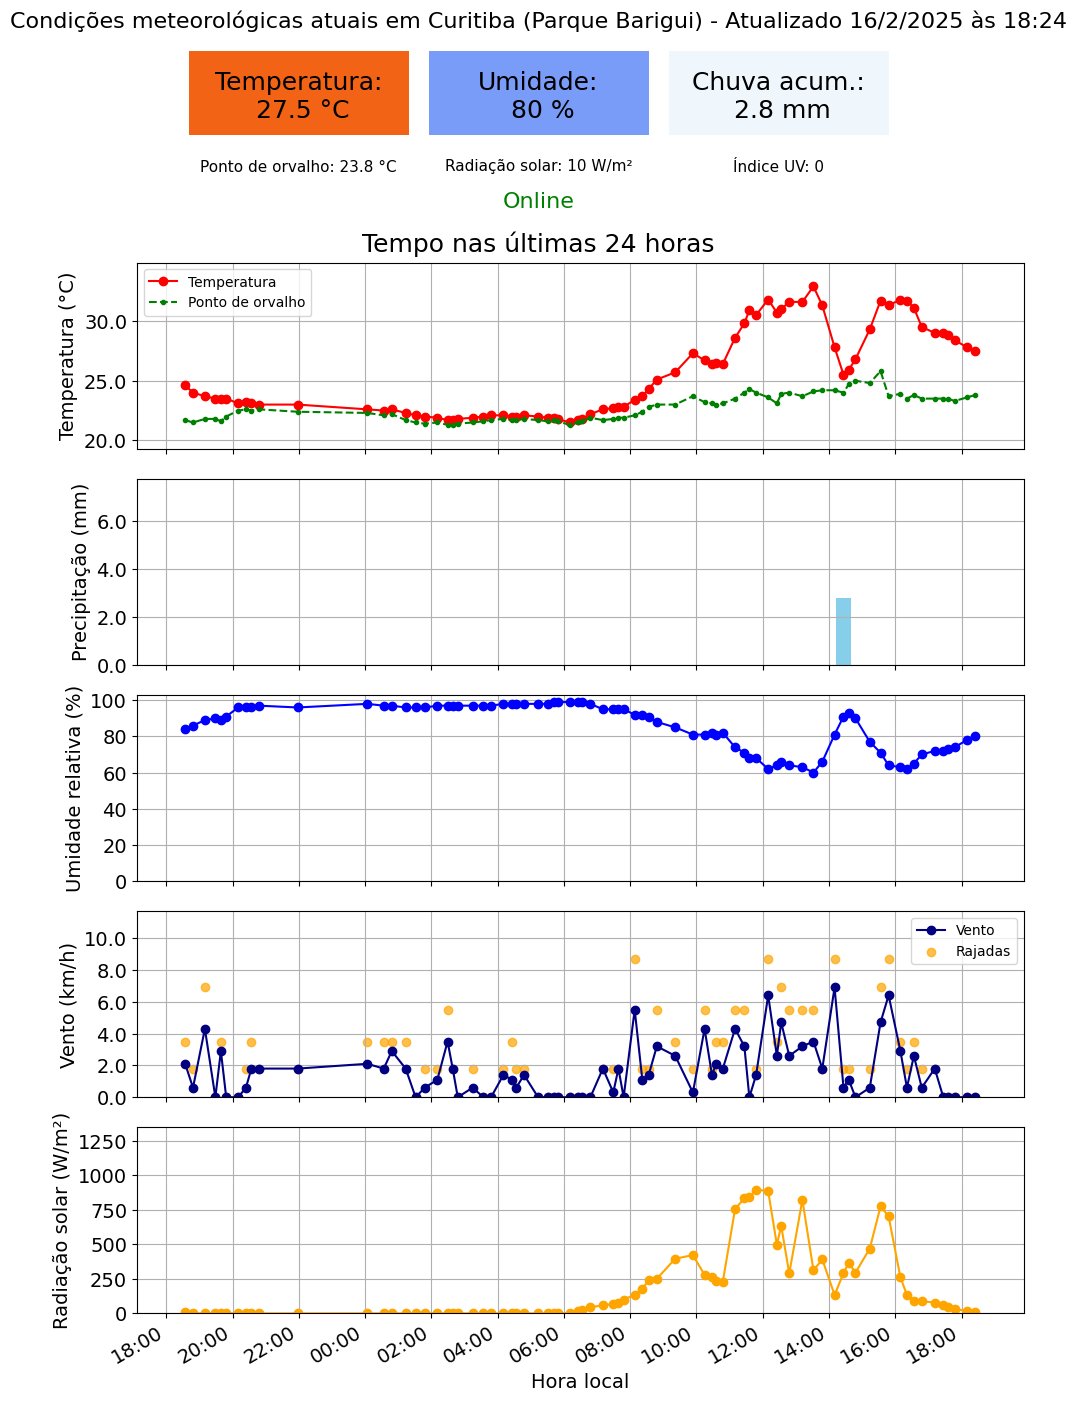 Condições meteorológicas atuais em Curitiba (Parque Barigui) - Atualizado 16/2/2025 às 18:24
Temperatura:
27.5 °C
Umidade:
80 %
Chuva acum.:
2.8 mm
Ponto de orvalho: 23.8 °C
Radiação solar: 10 W/m²
Índice UV: 0
Online
Tempo nas últimas 24 horas
Temperatura (°C)
30.0
25.0
20.0
Temperatura
Ponto de orvalho
Precipitação (mm)
6.0
4.0
2.0
0.0
Umidade relativa (%)
100
80
60
40
20
0
Vento (km/h)
10.0
8.0
6.0
4.0
2.0
0.0
Vento
Rajadas
Radiação solar (W/m²)
1250
1000
750
500
250
0
18:00
20:00
22:00
00:00
02:00
04:00
06:00
08:00
10:00
12:00
14:00
16:00
18:00
Hora local